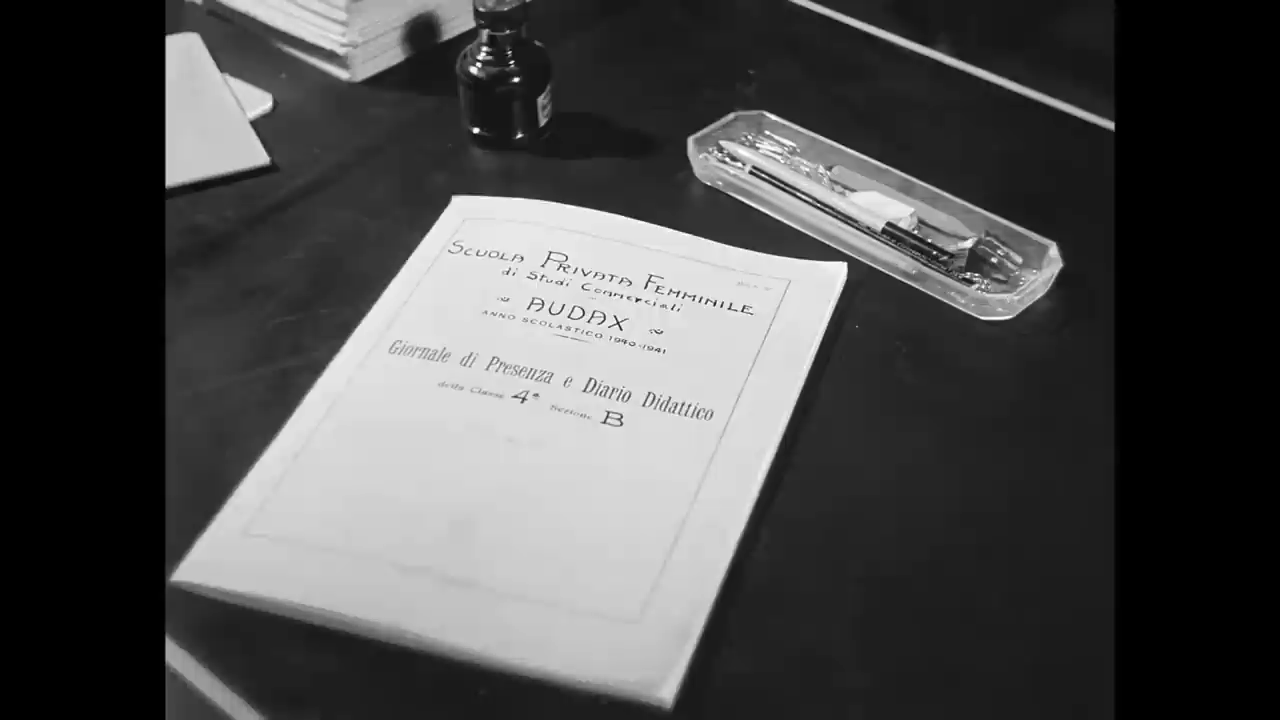 SCUOLA PRIVATA FEMMINILE
di Studi Commerciali
AUDAX
ANNO SCOLASTICO 1940-1941
Giornale di Presenza e Diario Didattico
della Classe 4ª Sezione B